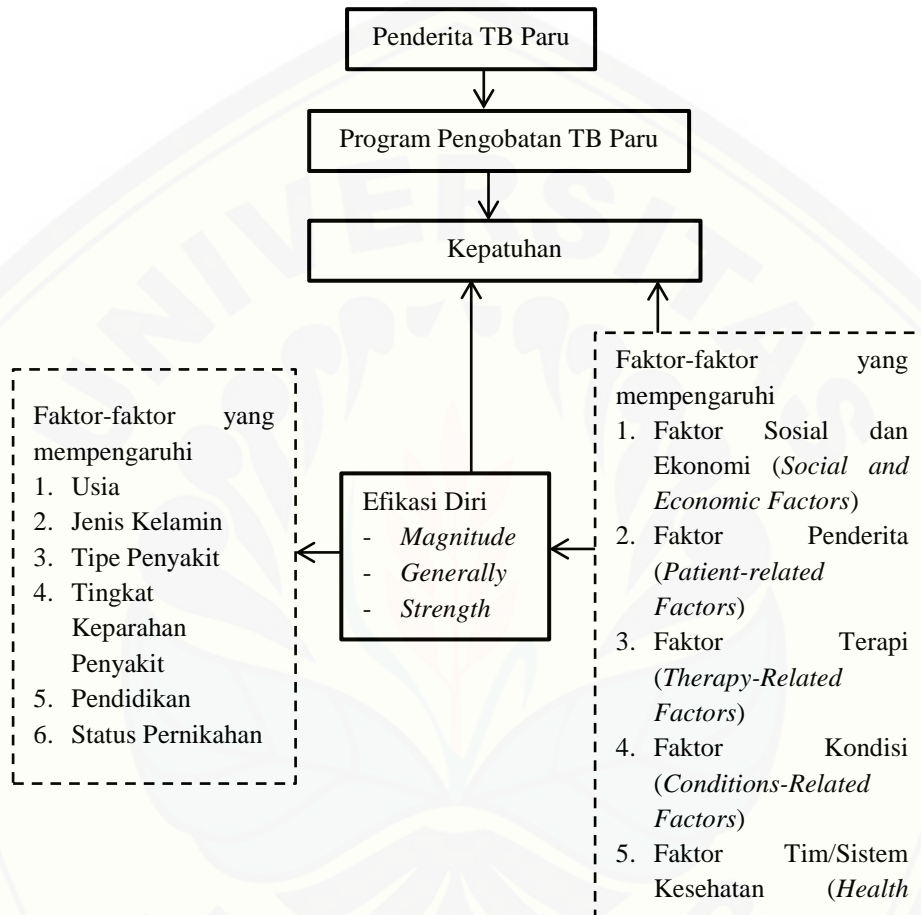 Penderita TB Paru
Program Pengobatan TB Paru
Kepatuhan
Faktor-faktor yang
mempengaruhi
1. Usia
2. Jenis Kelamin
3. Tipe Penyakit
4. Tingkat
Keparahan
Penyakit
5. Pendidikan
6. Status Pernikahan
Efikasi Diri
- Magnitude
- Generally
- Strength
Faktor-faktor yang
mempengaruhi
1. Faktor Sosial dan
Ekonomi (Social and
Economic Factors)
2. Faktor Penderita
(Patient-related
Factors)
3. Faktor Terapi
(Therapy-Related
Factors)
4. Faktor Kondisi
(Conditions-Related
Factors)
5. Faktor Tim/Sistem
Kesehatan (Health
UNIVERSITAS